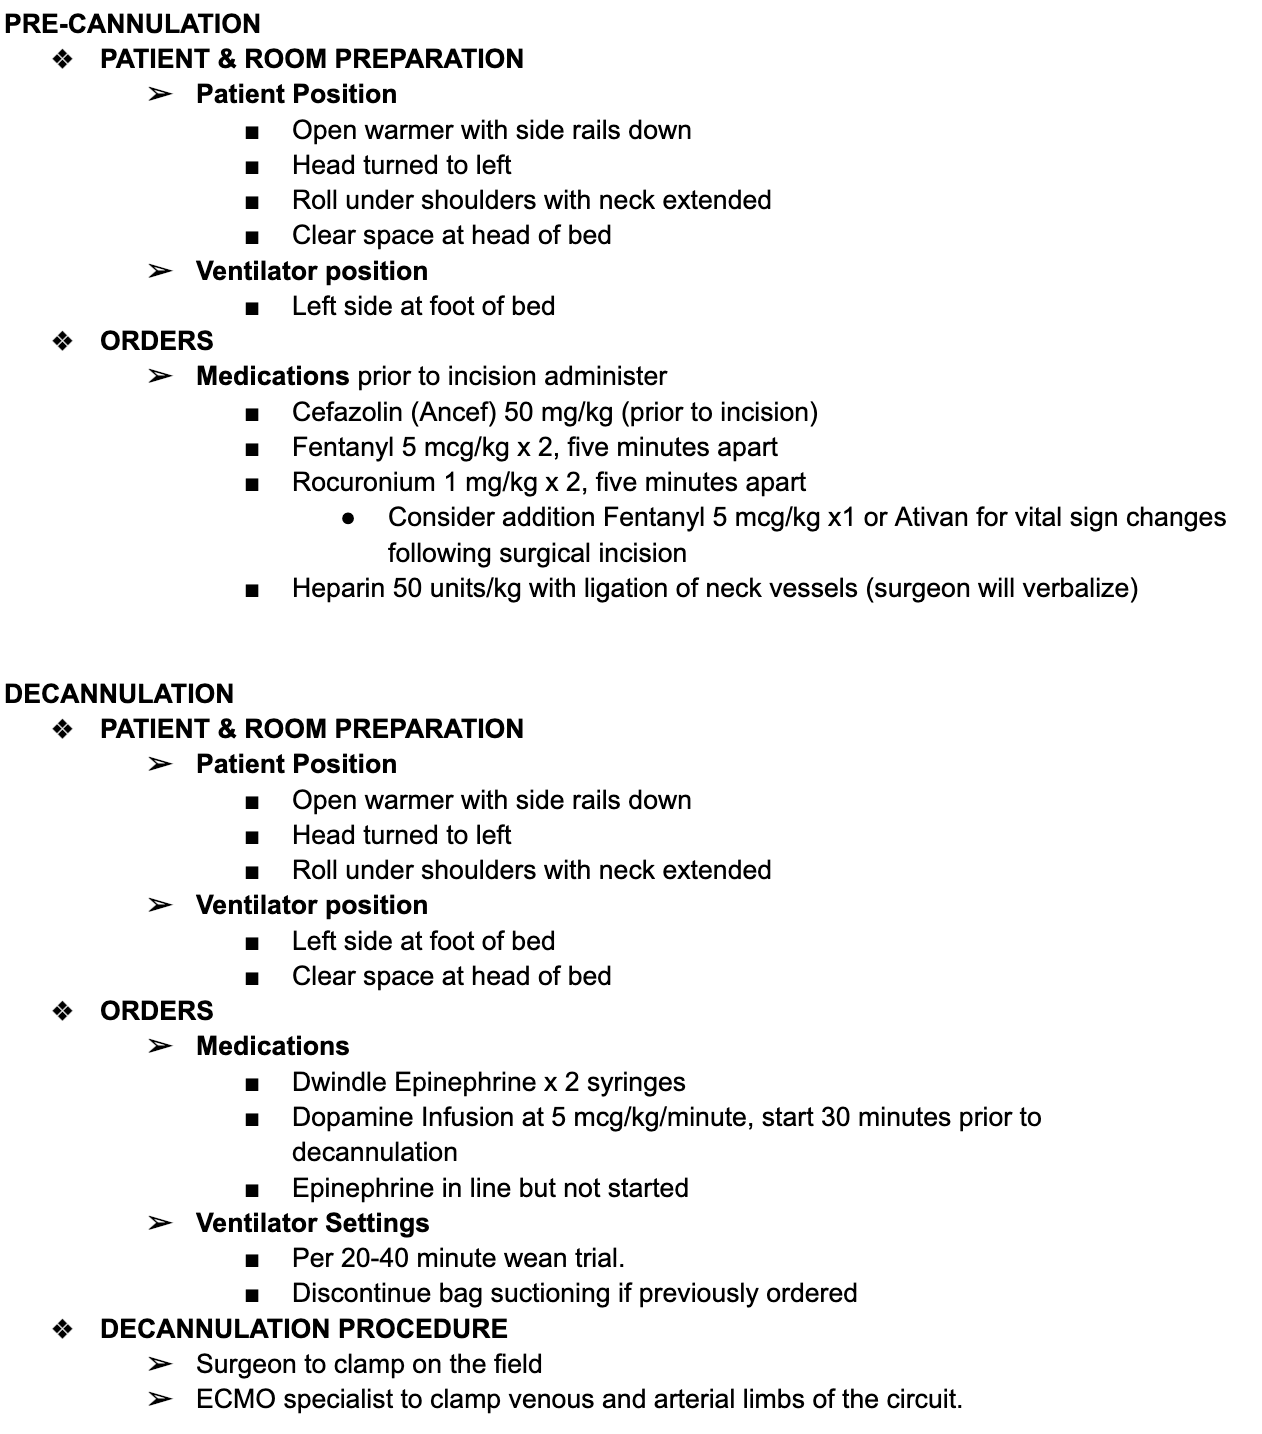 PRE-CANNULATION
❖ PATIENT & ROOM PREPARATION
➢ Patient Position
■ Open warmer with side rails down
■ Head turned to left
■ Roll under shoulders with neck extended
■ Clear space at head of bed
➢ Ventilator position
■ Left side at foot of bed
❖ ORDERS
➢ Medications prior to incision administer
■ Cefazolin (Ancef) 50 mg/kg (prior to incision)
■ Fentanyl 5 mcg/kg x 2, five minutes apart
■ Rocuronium 1 mg/kg x 2, five minutes apart
● Consider addition Fentanyl 5 mcg/kg x1 or Ativan for vital sign changes
following surgical incision
■ Heparin 50 units/kg with ligation of neck vessels (surgeon will verbalize)
DECANNULATION
❖ PATIENT & ROOM PREPARATION
➢ Patient Position
■ Open warmer with side rails down
■ Head turned to left
■ Roll under shoulders with neck extended
➢ Ventilator position
■ Left side at foot of bed
■ Clear space at head of bed
❖ ORDERS
➢ Medications
■ Dwindle Epinephrine x 2 syringes
■ Dopamine Infusion at 5 mcg/kg/minute, start 30 minutes prior to
decannulation
■ Epinephrine in line but not started
➢ Ventilator Settings
■ Per 20-40 minute wean trial.
■ Discontinue bag suctioning if previously ordered
❖ DECANNULATION PROCEDURE
➢ Surgeon to clamp on the field
➢ ECMO specialist to clamp venous and arterial limbs of the circuit.